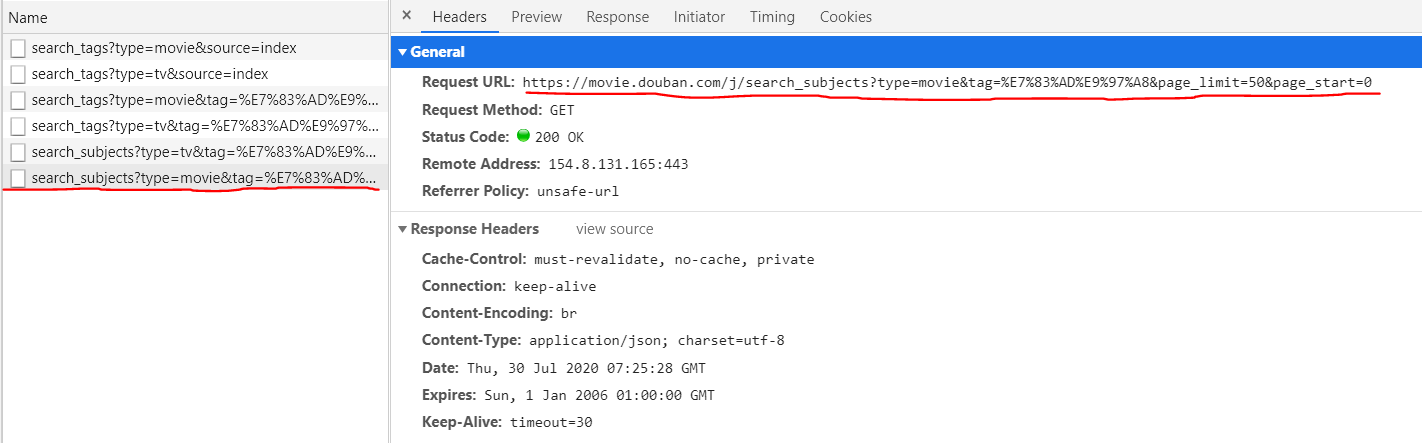 Name
search_tags?type=movie&source=index
search_tags?type=tv&source=index
search_tags?type=movie&tag=%E7%83%AD%E9%...
search_tags?type=tv&tag=%E7%83%AD%E9%97%...
search_subjects?type=tv&tag=%E7%83%AD%E9%...
search_subjects?type=movie&tag=%E7%83%AD%...
× Headers Preview Response Initiator Timing Cookies
▼ General
Request URL: https://movie.douban.com/j/search_subjects?type=movie&tag=%E7%83%AD%E9%97%A8&page_limit=50&page_start=0
Request Method: GET
Status Code: 200 OK
Remote Address: 154.8.131.165:443
Referrer Policy: unsafe-url
▼ Response Headers view source
Cache-Control: must-revalidate, no-cache, private
Connection: keep-alive
Content-Encoding: br
Content-Type: application/json; charset=utf-8
Date: Thu, 30 Jul 2020 07:25:28 GMT
Expires: Sun, 1 Jan 2006 01:00:00 GMT
Keep-Alive: timeout=30